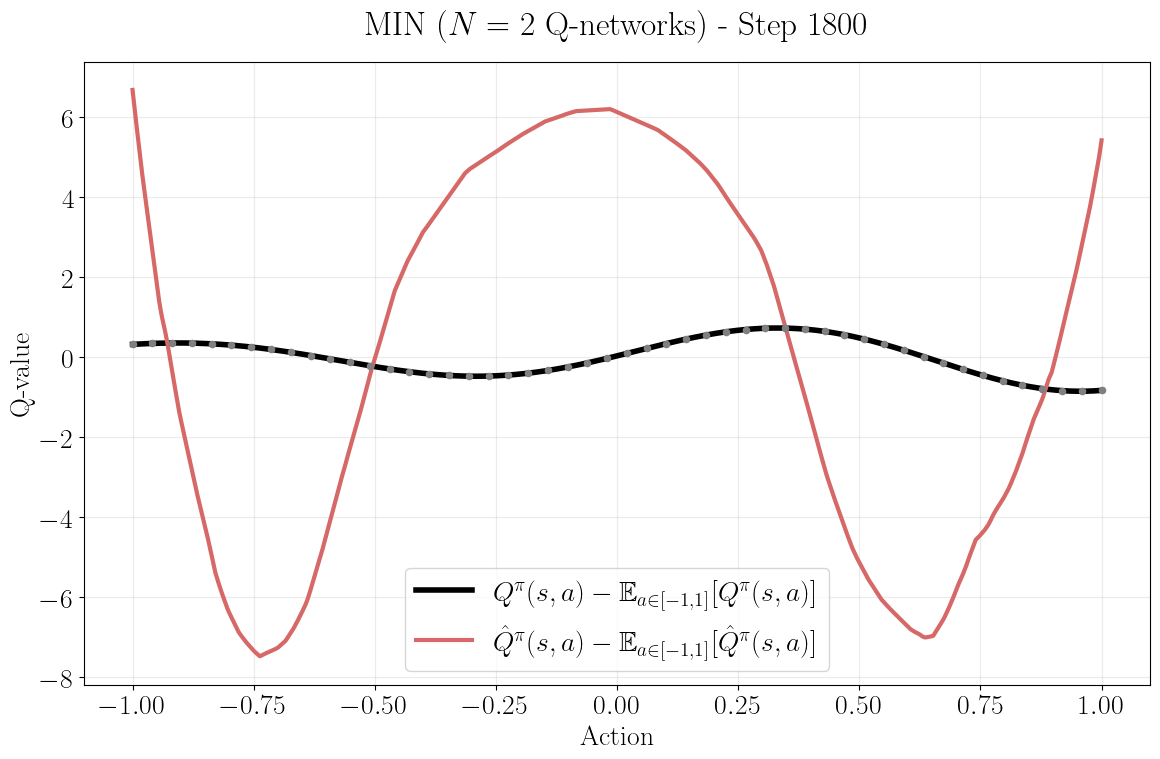 MIN (N = 2 Q-networks) - Step 1800
6
4
2
0
−2
−4
−6
−8
Q-value
Q^π(s, a) − 𝔼_{a∈[−1,1]}[Q^π(s, a)]
Q̂^π(s, a) − 𝔼_{a∈[−1,1]}[Q̂^π(s, a)]
−1.00 −0.75 −0.50 −0.25 0.00 0.25 0.50 0.75 1.00
Action